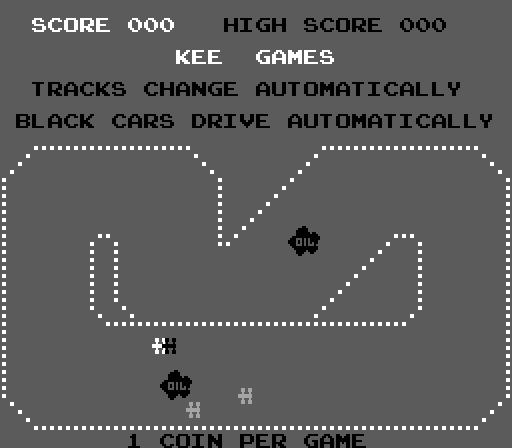 SCORE 000 HIGH SCORE 000
KEE GAMES
TRACKS CHANGE AUTOMATICALLY
BLACK CARS DRIVE AUTOMATICALLY
OIL
OIL
1 COIN PER GAME